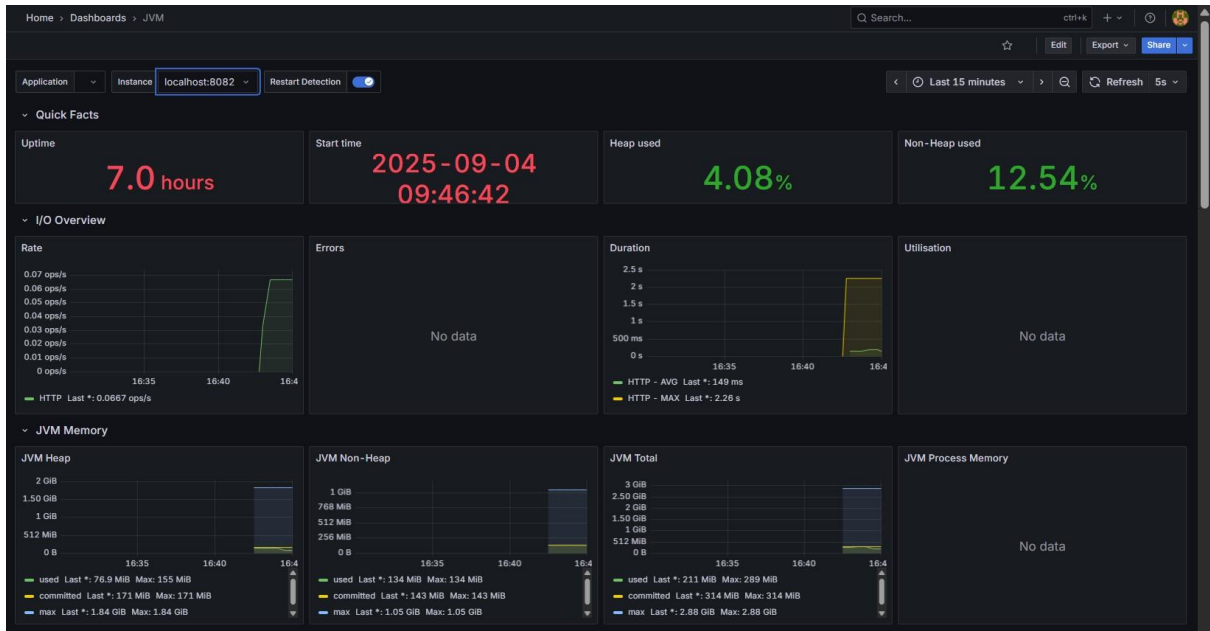 Home › Dashboards › JVM
Search... ctrl+k
Edit Export Share
Application Instance localhost:8082 Restart Detection Last 15 minutes Refresh 5s
Quick Facts
Uptime
7.0 hours
Start time
2025-09-04
09:46:42
Heap used
4.08%
Non-Heap used
12.54%
I/O Overview
Rate
0.07 ops/s
0.06 ops/s
0.05 ops/s
0.04 ops/s
0.03 ops/s
0.02 ops/s
0.01 ops/s
0 ops/s
16:35 16:40 16:4
HTTP Last *: 0.0667 ops/s
Errors
No data
Duration
2.5 s
2 s
1.5 s
1 s
500 ms
0 s
16:35 16:40 16:4
HTTP - AVG Last *: 149 ms
HTTP - MAX Last *: 2.26 s
Utilisation
No data
JVM Memory
JVM Heap
2 GiB
1.50 GiB
1 GiB
512 MiB
0 B
16:35 16:40 16:4
used Last *: 76.9 MiB Max: 155 MiB
committed Last *: 171 MiB Max: 171 MiB
max Last *: 1.84 GiB Max: 1.84 GiB
JVM Non-Heap
1 GiB
768 MiB
512 MiB
256 MiB
0 B
16:35 16:40 16:4
used Last *: 134 MiB Max: 134 MiB
committed Last *: 143 MiB Max: 143 MiB
max Last *: 1.05 GiB Max: 1.05 GiB
JVM Total
3 GiB
2.50 GiB
2 GiB
1.50 GiB
1 GiB
512 MiB
0 B
16:35 16:40 16:4
used Last *: 211 MiB Max: 289 MiB
committed Last *: 314 MiB Max: 314 MiB
max Last *: 2.88 GiB Max: 2.88 GiB
JVM Process Memory
No data